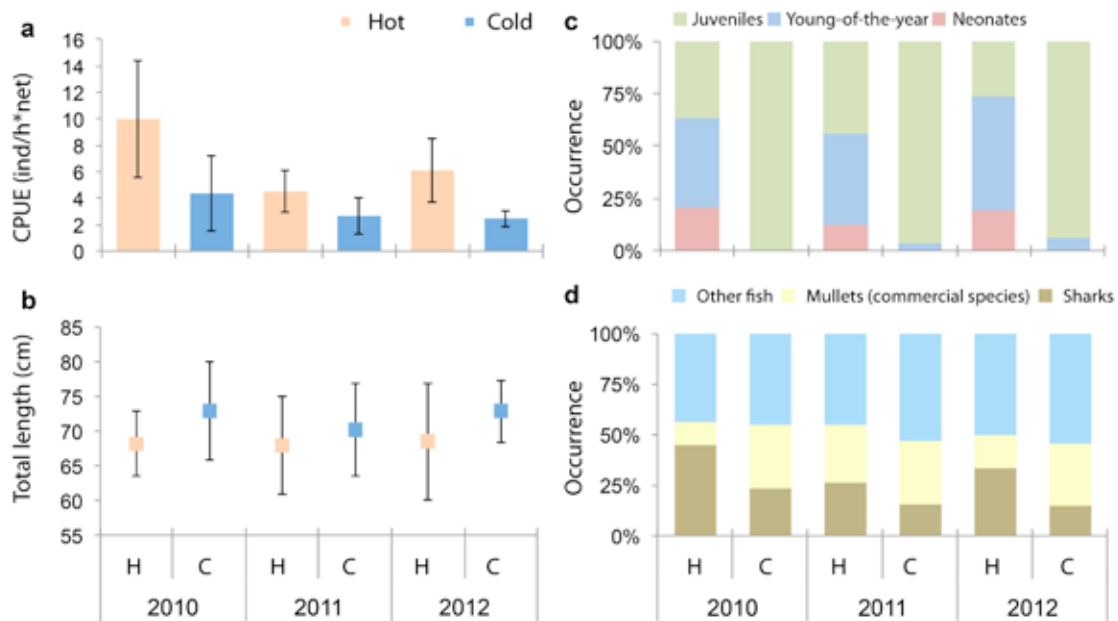 a
Hot Cold
CPUE (ind/h*net)
16
14
12
10
8
6
4
2
0
b
Total length (cm)
85
80
75
70
65
60
55
H C H C H C
2010 2011 2012
c
Juveniles Young-of-the-year Neonates
Occurrence
100%
75%
50%
25%
0%
d
Other fish Mullets (commercial species) Sharks
Occurrence
100%
75%
50%
25%
0%
H C H C H C
2010 2011 2012